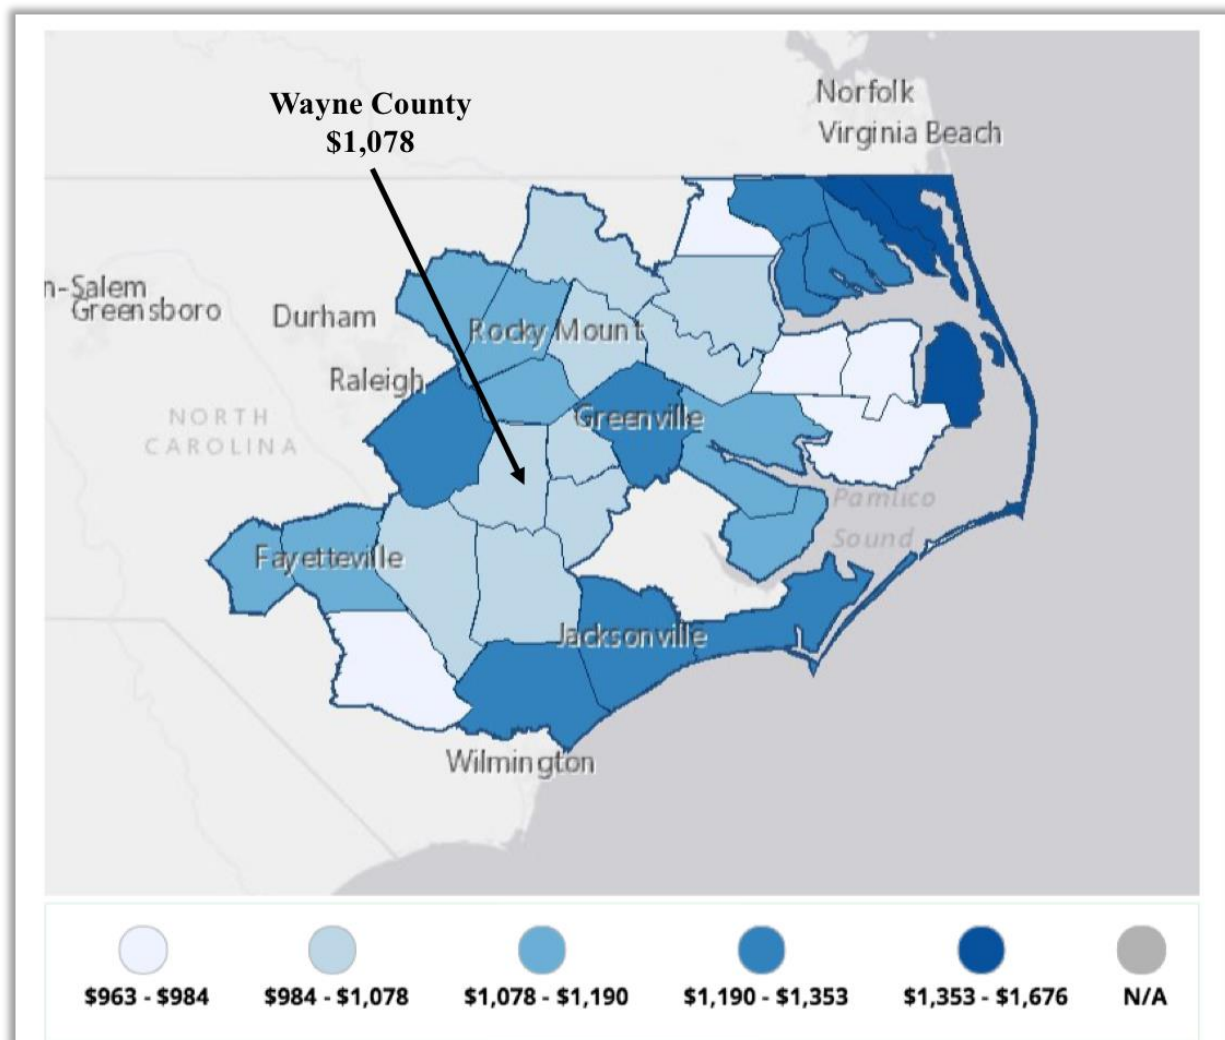 Norfolk
Virginia Beach
Wayne County
$1,078
n-Salem
Greensboro
Durham
Rocky Mount
Raleigh
NORTH
CAROLINA
Greenville
Pamlico
Sound
Fayetteville
Jacksonville
Wilmington
$963 - $984
$984 - $1,078
$1,078 - $1,190
$1,190 - $1,353
$1,353 - $1,676
N/A